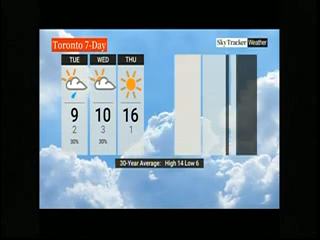 Toronto 7-Day
SkyTracker Weather
TUE WED THU
9 10 16
2 3 1
30% 30%
30-Year Average: High 14 Low 6